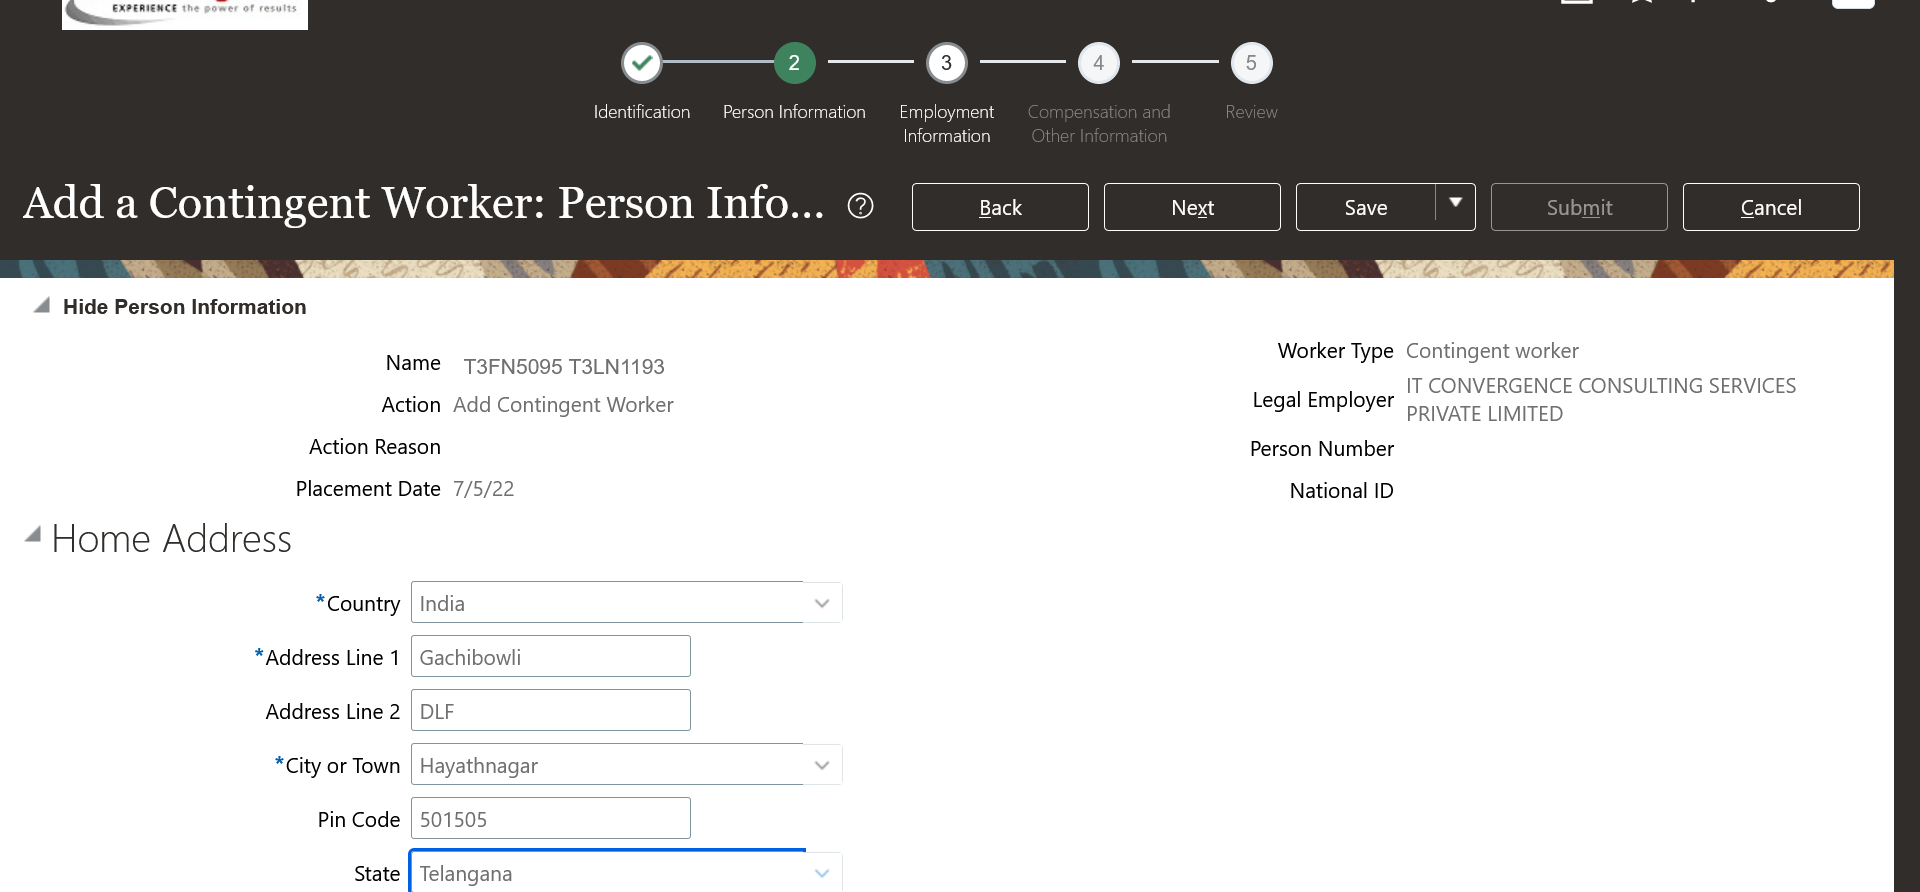 EXPERIENCE the power of results
2
3
4
5
Identification
Person Information
Employment
Information
Compensation and
Other Information
Review
Add a Contingent Worker: Person Info...
?
Back
Next
Save
Submit
Cancel
Hide Person Information
Name T3FN5095 T3LN1193
Action Add Contingent Worker
Action Reason
Placement Date 7/5/22
Worker Type Contingent worker
Legal Employer IT CONVERGENCE CONSULTING SERVICES
PRIVATE LIMITED
Person Number
National ID
Home Address
*Country India
*Address Line 1 Gachibowli
Address Line 2 DLF
*City or Town Hayathnagar
Pin Code 501505
State Telangana